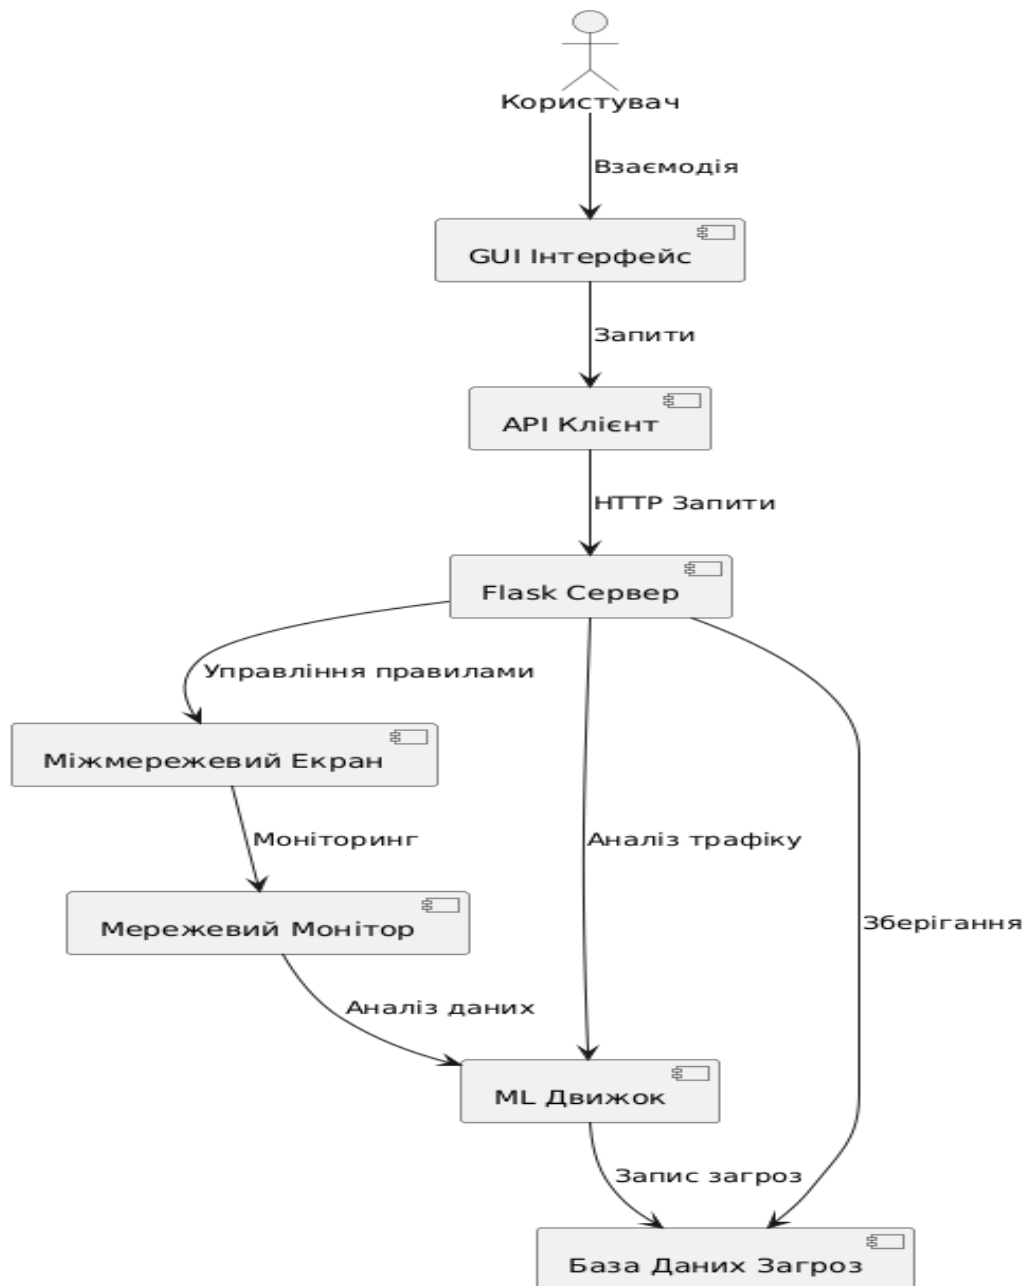 Користувач
Взаємодія
GUI Інтерфейс
Запити
API Клієнт
HTTP Запити
Flask Сервер
Управління правилами
Міжмережевий Екран
Моніторинг
Аналіз трафіку
Зберігання
Мережевий Монітор
Аналіз даних
ML Движок
Запис загроз
База Даних Загроз